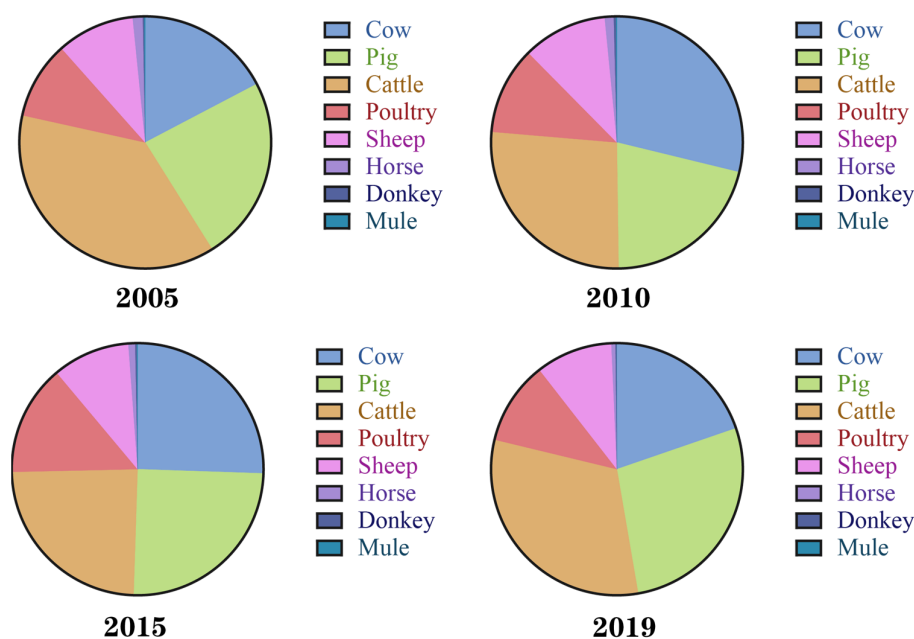 Cow
Pig
Cattle
Poultry
Sheep
Horse
Donkey
Mule
2005
Cow
Pig
Cattle
Poultry
Sheep
Horse
Donkey
Mule
2010
Cow
Pig
Cattle
Poultry
Sheep
Horse
Donkey
Mule
2015
Cow
Pig
Cattle
Poultry
Sheep
Horse
Donkey
Mule
2019